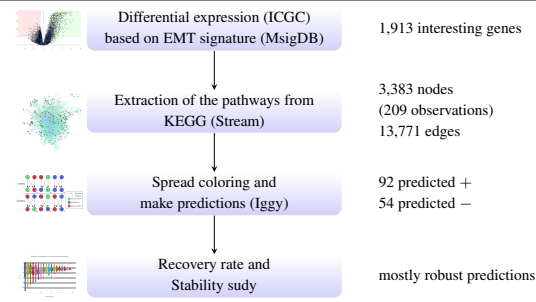 Differential expression (ICGC)
based on EMT signature (MsigDB)
1,913 interesting genes
Extraction of the pathways from
KEGG (Stream)
3,383 nodes
(209 observations)
13,771 edges
Spread coloring and
make predictions (Iggy)
92 predicted +
54 predicted −
Recovery rate and
Stability sudy
mostly robust predictions